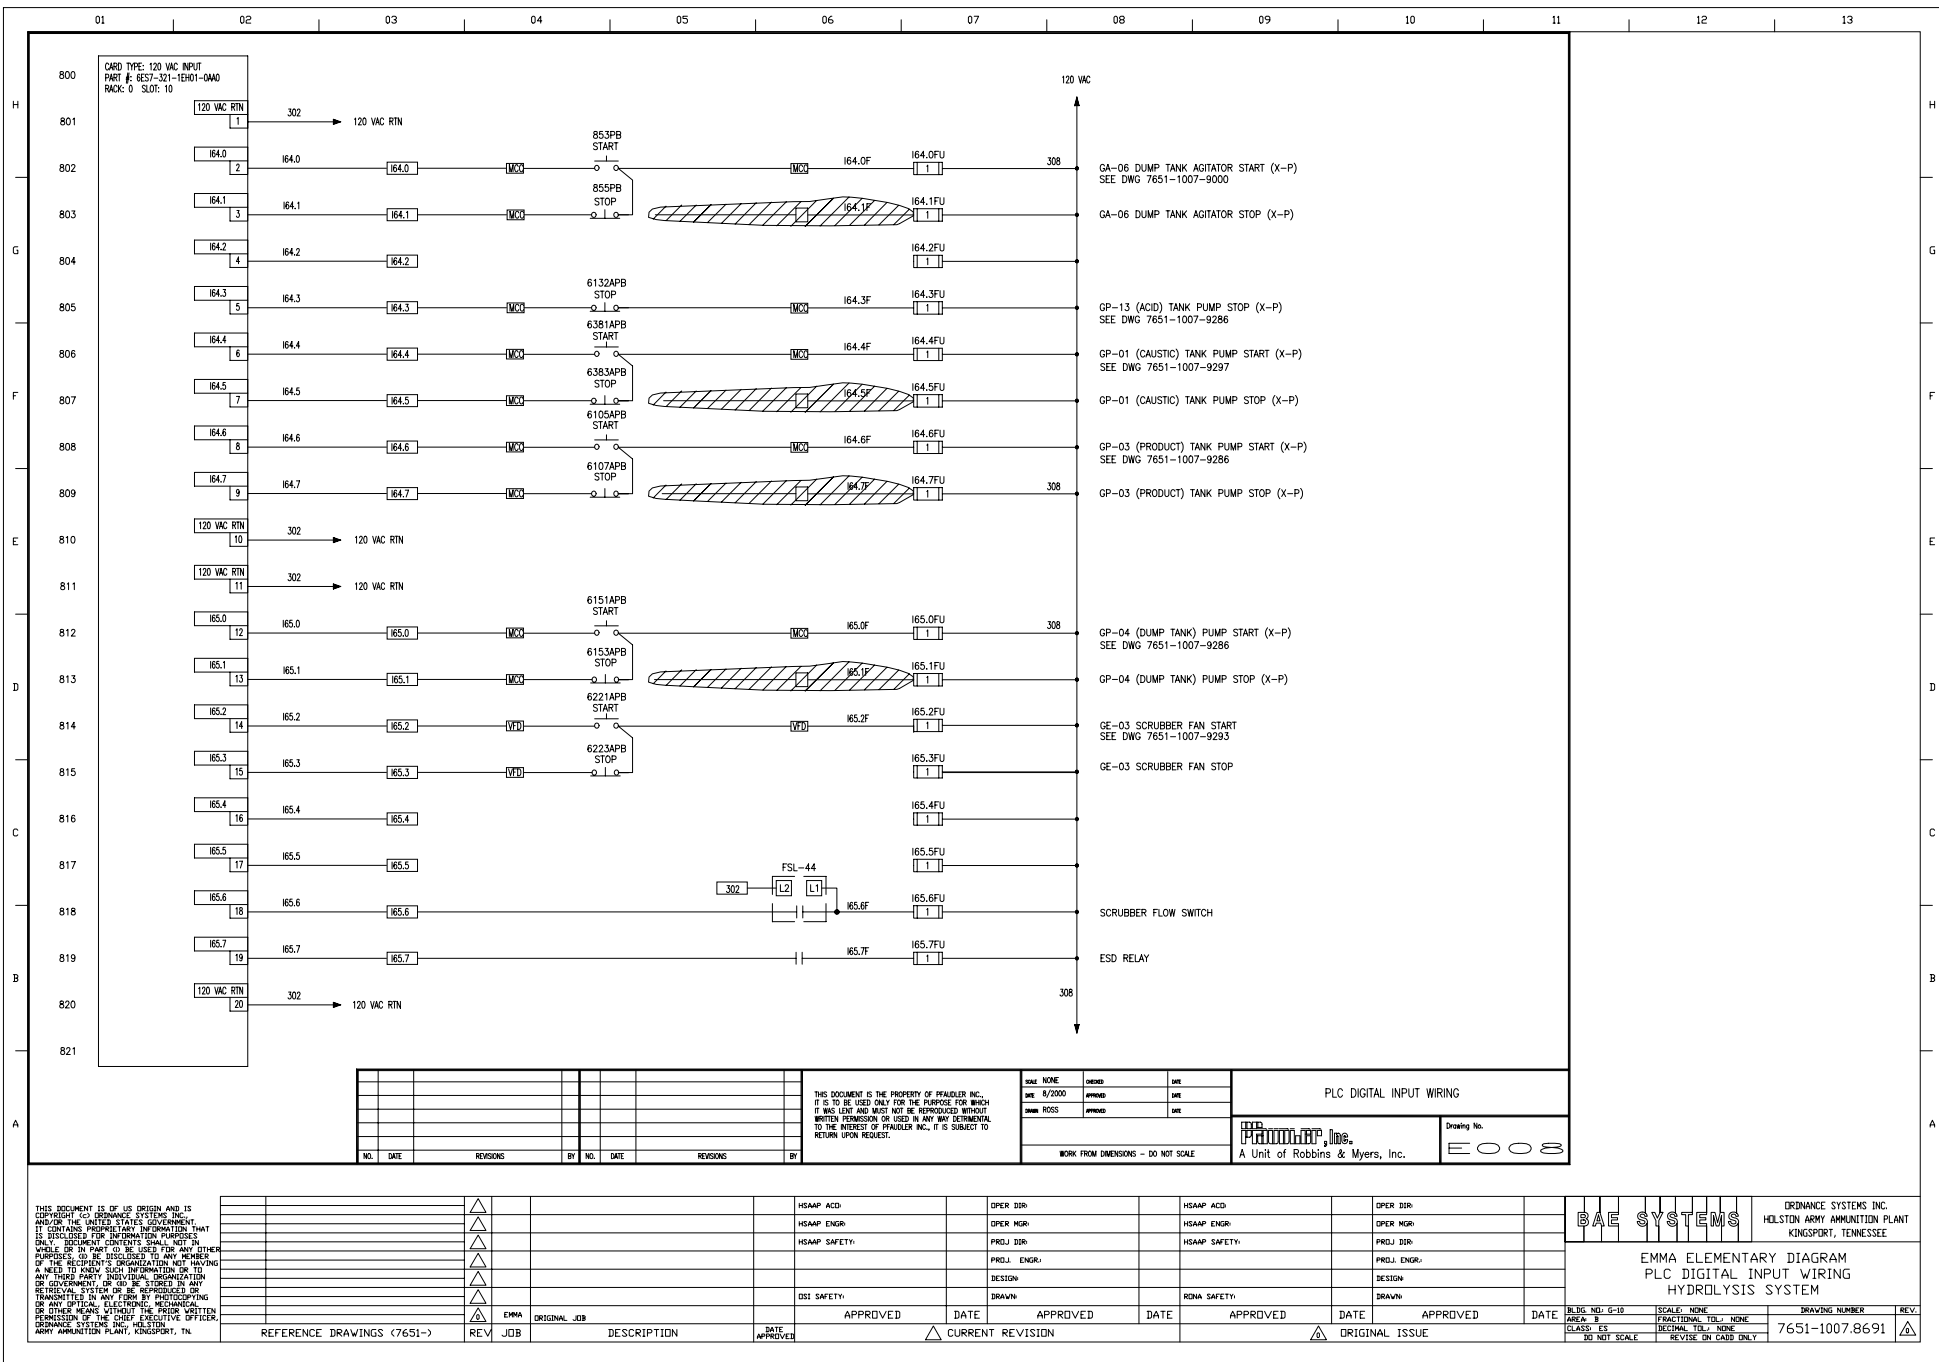 01 02 03 04 05 06 07 08 09 10 11 12 13
CARD TYPE: 120 VAC INPUT
PART #: 6ES7-321-1EH01-0AA0
RACK: 0 SLOT: 10
800
120 VAC
H H
120 VAC RTN
801 1 302 120 VAC RTN
853PB
START
I64.0
802 2 I64.0 I64.0 MCC MCC I64.0F I64.0FU 1 308 GA-06 DUMP TANK AGITATOR START (X-P)
SEE DWG 7651-1007-9000
855PB
STOP
I64.1
803 3 I64.1 I64.1 MCC I64.1F I64.1FU 1 GA-06 DUMP TANK AGITATOR STOP (X-P)
G G
I64.2
804 4 I64.2 I64.2 I64.2FU 1
6132APB
STOP
I64.3
805 5 I64.3 I64.3 MCC MCC I64.3F I64.3FU 1 GP-13 (ACID) TANK PUMP STOP (X-P)
SEE DWG 7651-1007-9286
6381APB
START
I64.4
806 6 I64.4 I64.4 MCC MCC I64.4F I64.4FU 1 GP-01 (CAUSTIC) TANK PUMP START (X-P)
SEE DWG 7651-1007-9297
6383APB
STOP
F F
I64.5
807 7 I64.5 I64.5 MCC I64.5F I64.5FU 1 GP-01 (CAUSTIC) TANK PUMP STOP (X-P)
6105APB
START
I64.6
808 8 I64.6 I64.6 MCC MCC I64.6F I64.6FU 1 GP-03 (PRODUCT) TANK PUMP START (X-P)
SEE DWG 7651-1007-9286
6107APB
STOP
I64.7
809 9 I64.7 I64.7 MCC I64.7F I64.7FU 1 308 GP-03 (PRODUCT) TANK PUMP STOP (X-P)
E E
120 VAC RTN
810 10 302 120 VAC RTN
120 VAC RTN
811 11 302 120 VAC RTN
6151APB
START
I65.0
812 12 I65.0 I65.0 MCC MCC I65.0F I65.0FU 1 308 GP-04 (DUMP TANK) PUMP START (X-P)
SEE DWG 7651-1007-9286
6153APB
STOP
D D
I65.1
813 13 I65.1 I65.1 MCC I65.1F I65.1FU 1 GP-04 (DUMP TANK) PUMP STOP (X-P)
6221APB
START
I65.2
814 14 I65.2 I65.2 VFD VFD I65.2F I65.2FU 1 GE-03 SCRUBBER FAN START
SEE DWG 7651-1007-9293
6223APB
STOP
I65.3
815 15 I65.3 I65.3 VFD I65.3FU 1 GE-03 SCRUBBER FAN STOP
C C
I65.4
816 16 I65.4 I65.4 I65.4FU 1
I65.5
817 17 I65.5 I65.5 I65.5FU 1
FSL-44
302 L2 L1
I65.6
818 18 I65.6 I65.6 I65.6F I65.6FU 1 SCRUBBER FLOW SWITCH
I65.7
819 19 I65.7 I65.7 I65.7F I65.7FU 1 ESD RELAY
B B
120 VAC RTN
820 20 302 120 VAC RTN 308
821
A A
NO. DATE REVISIONS BY NO. DATE REVISIONS BY
THIS DOCUMENT IS THE PROPERTY OF PFAUDLER INC.,
IT IS TO BE USED ONLY FOR THE PURPOSE FOR WHICH
IT WAS LENT AND MUST NOT BE REPRODUCED WITHOUT
WRITTEN PERMISSION OR USED IN ANY WAY DETRIMENTAL
TO THE INTEREST OF PFAUDLER INC., IT IS SUBJECT TO
RETURN UPON REQUEST.
SCALE NONE CHECKED DATE
DATE 8/2000 APPROVED DATE
DRAWN ROSS APPROVED DATE
WORK FROM DIMENSIONS - DO NOT SCALE
PLC DIGITAL INPUT WIRING
Pfaudler, Inc.
A Unit of Robbins & Myers, Inc.
Drawing No.
E008
THIS DOCUMENT IS OF US ORIGIN AND IS
COPYRIGHT (c) ORDNANCE SYSTEMS INC.,
AND/OR THE UNITED STATES GOVERNMENT.
IT CONTAINS PROPRIETARY INFORMATION THAT
IS DISCLOSED FOR INFORMATION PURPOSES
ONLY. DOCUMENT CONTENTS SHALL NOT IN
WHOLE OR IN PART (I) BE USED FOR ANY OTHER
PURPOSES, (II) BE DISCLOSED TO ANY MEMBER
OF THE RECIPIENT'S ORGANIZATION NOT HAVING
A NEED TO KNOW SUCH INFORMATION OR TO
ANY THIRD PARTY INDIVIDUAL ORGANIZATION
OR GOVERNMENT, OR (III) BE STORED IN ANY
RETRIEVAL SYSTEM OR BE REPRODUCED OR
TRANSMITTED IN ANY FORM BY PHOTOCOPYING
OR ANY OPTICAL, ELECTRONIC, MECHANICAL
OR OTHER MEANS WITHOUT THE PRIOR WRITTEN
PERMISSION OF THE CHIEF EXECUTIVE OFFICER,
ORDNANCE SYSTEMS INC., HOLSTON
ARMY AMMUNITION PLANT, KINGSPORT, TN.
REFERENCE DRAWINGS (7651-)
0 EMMA ORIGINAL JOB
REV JOB DESCRIPTION DATE APPROVED
HSAAP ACO: OPER DIR: HSAAP ACO: OPER DIR:
HSAAP ENGR: OPER MGR: HSAAP ENGR: OPER MGR:
HSAAP SAFETY: PROJ DIR: HSAAP SAFETY: PROJ DIR:
PROJ. ENGR.: PROJ. ENGR.:
DESIGN: DESIGN:
OSI SAFETY: DRAWN: RONA SAFETY: DRAWN:
APPROVED DATE APPROVED DATE APPROVED DATE APPROVED DATE
CURRENT REVISION 0 ORIGINAL ISSUE
BAE SYSTEMS
ORDNANCE SYSTEMS INC.
HOLSTON ARMY AMMUNITION PLANT
KINGSPORT, TENNESSEE
EMMA ELEMENTARY DIAGRAM
PLC DIGITAL INPUT WIRING
HYDROLYSIS SYSTEM
BLDG. NO.: G-10 SCALE: NONE DRAWING NUMBER REV.
AREA: B FRACTIONAL TOL.: NONE
CLASS: ES DECIMAL TOL.: NONE 7651-1007.8691 0
DO NOT SCALE REVISE ON CADD ONLY